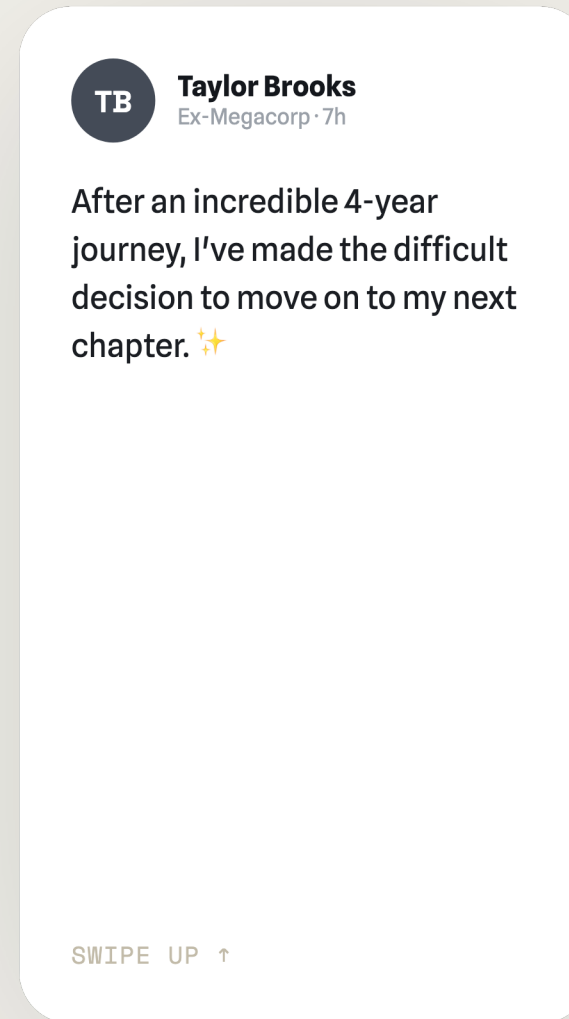 TB
Taylor Brooks
Ex-Megacorp · 7h
After an incredible 4-year
journey, I've made the difficult
decision to move on to my next
chapter. ✨
SWIPE UP ↑